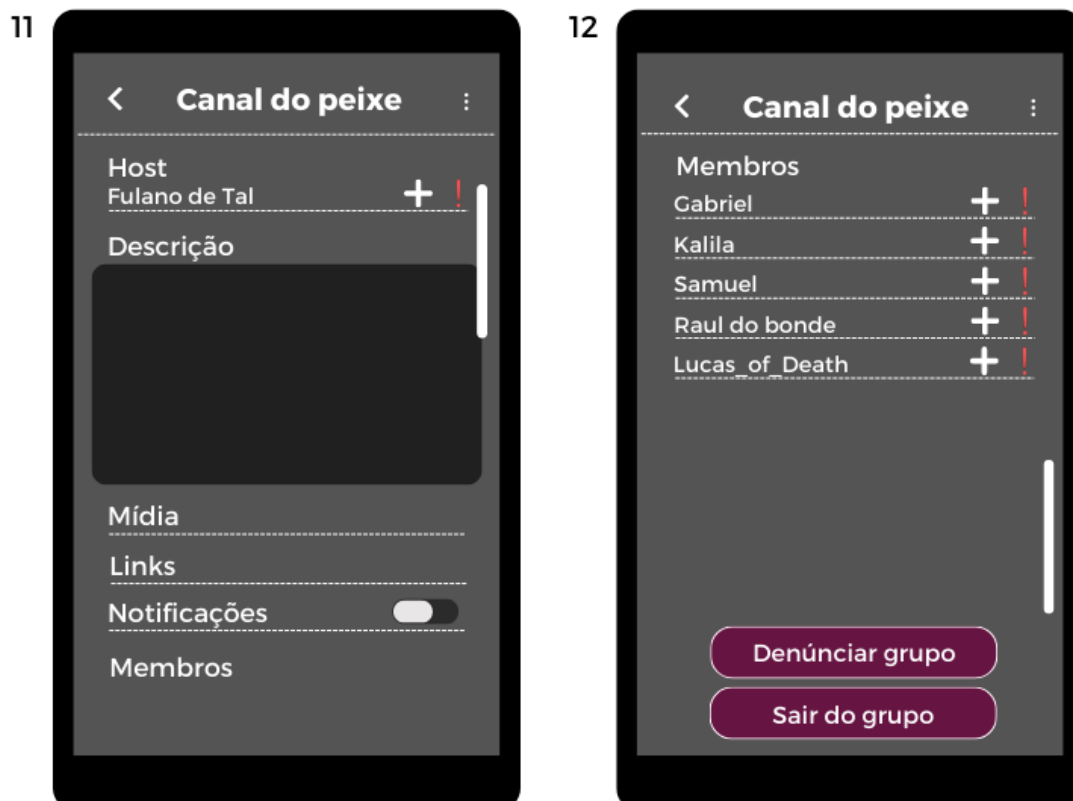 11
Canal do peixe
Host
Fulano de Tal
Descrição
Mídia
Links
Notificações
Membros
12
Canal do peixe
Membros
Gabriel
Kalila
Samuel
Raul do bonde
Lucas_of_Death
Denúnciar grupo
Sair do grupo